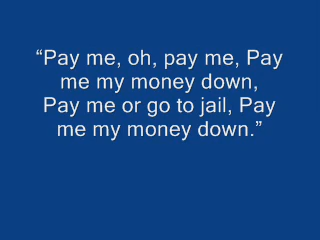 “Pay me, oh, pay me, Pay
me my money down,
Pay me or go to jail, Pay
me my money down.”